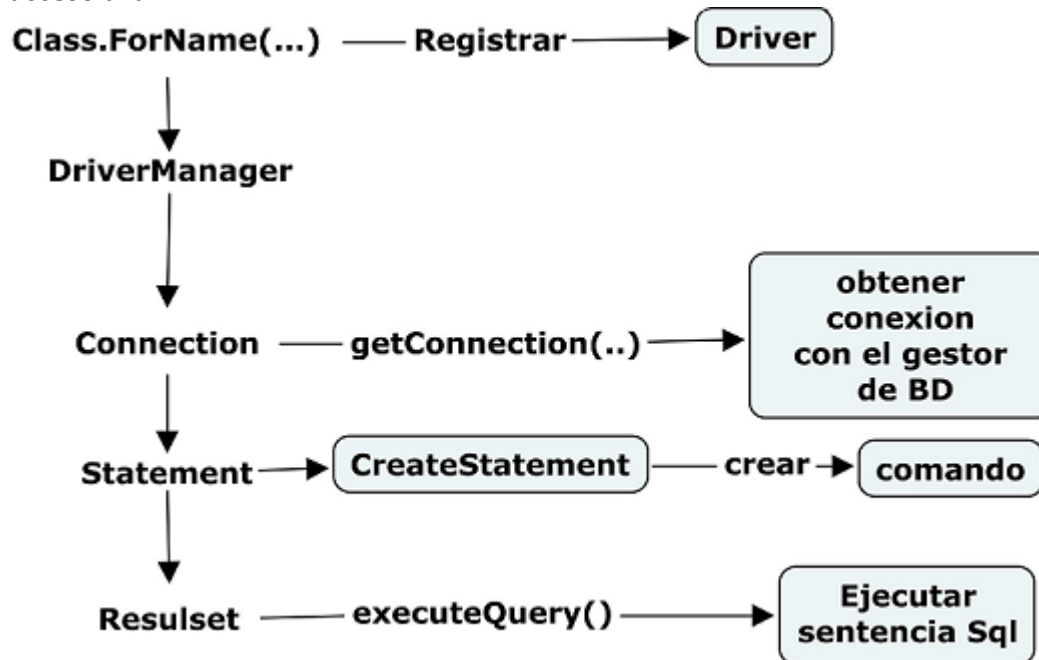 Class.ForName(...) Registrar Driver
DriverManager
obtener
conexion
con el gestor
de BD
Connection getConnection(..)
Statement CreateStatement crear comando
Resulset executeQuery()
Ejecutar
sentencia Sql